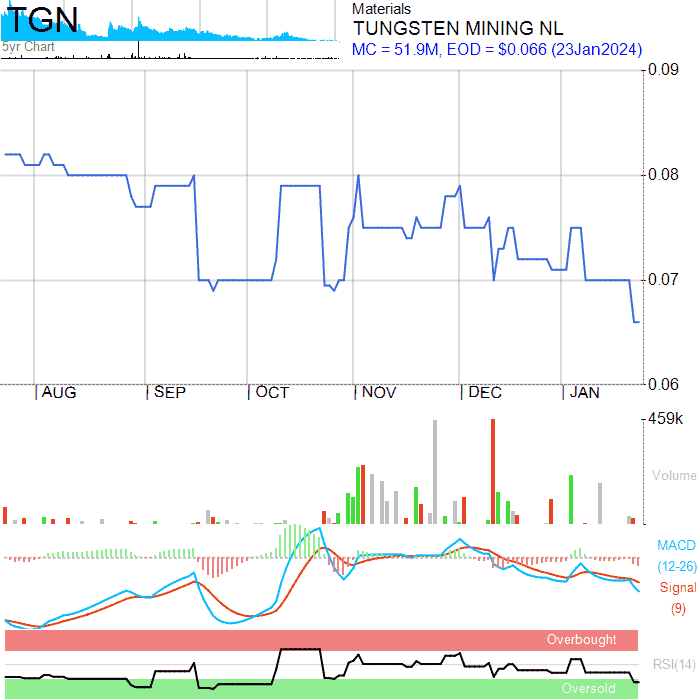 TGN
5yr Chart
Materials
TUNGSTEN MINING NL
MC = 51.9M, EOD = $0.066 (23Jan2024)
0.09
0.08
0.07
0.06
AUG SEP OCT NOV DEC JAN
459k
Volume
MACD
(12-26)
Signal
(9)
Overbought
RSI(14)
Oversold